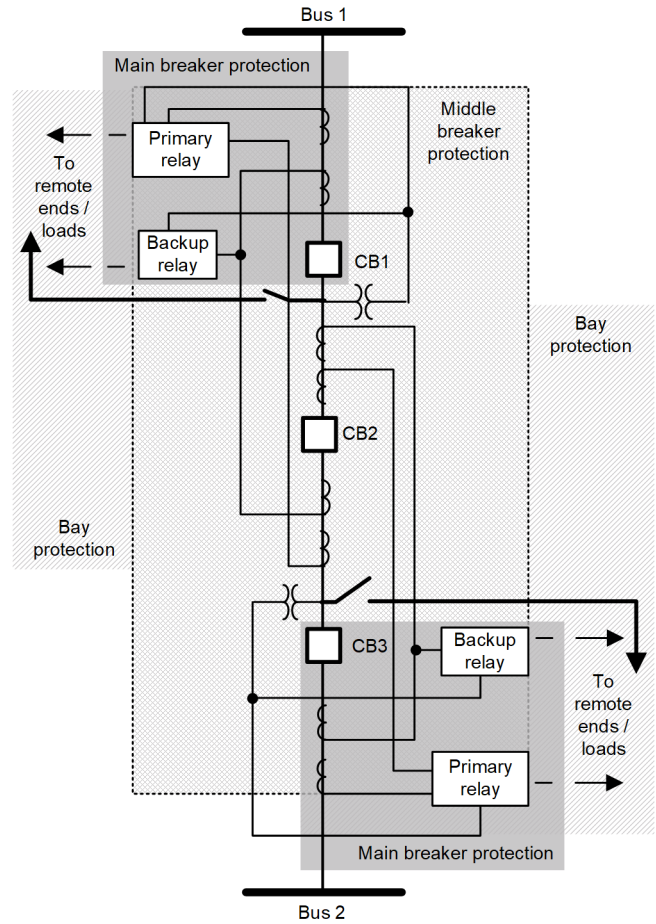 Bus 1
Main breaker protection
Middle
breaker
protection
Primary
relay
To
remote
ends /
loads
Backup
relay
CB1
Bay
protection
CB2
Bay
protection
CB3
Backup
relay
To
remote
ends /
loads
Primary
relay
Main breaker protection
Bus 2